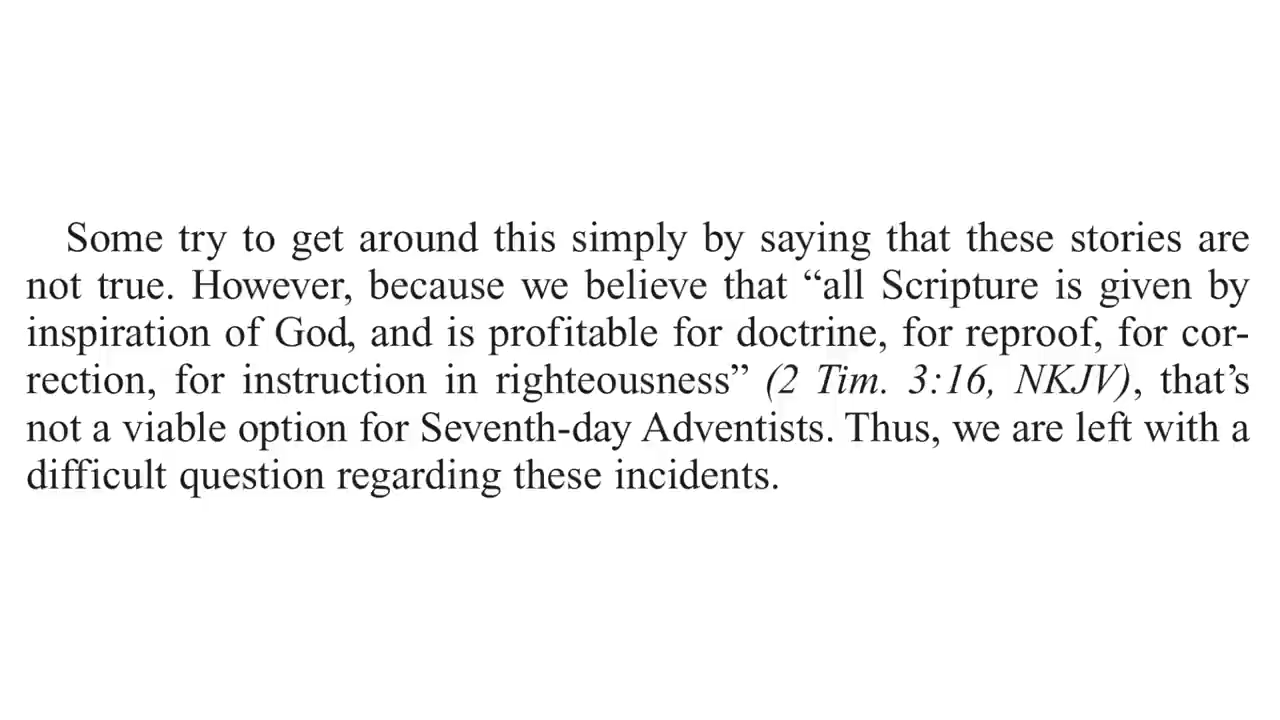 Some try to get around this simply by saying that these stories are
not true. However, because we believe that “all Scripture is given by
inspiration of God, and is profitable for doctrine, for reproof, for cor-
rection, for instruction in righteousness” (2 Tim. 3:16, NKJV), that’s
not a viable option for Seventh-day Adventists. Thus, we are left with a
difficult question regarding these incidents.